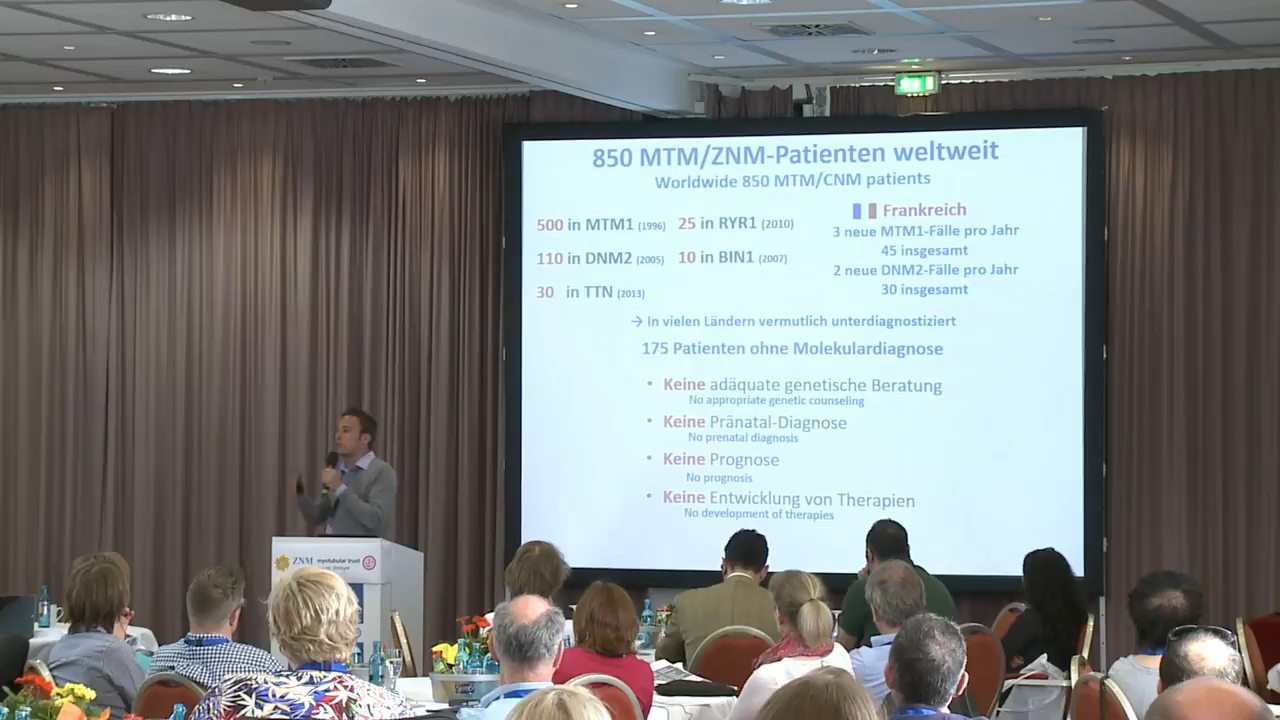 850 MTM/ZNM-Patienten weltweit
Worldwide 850 MTM/CNM patients
500 in MTM1 (1996) 25 in RYR1 (2010)
110 in DNM2 (2005) 10 in BIN1 (2007)
30 in TTN (2013)
Frankreich
3 neue MTM1-Fälle pro Jahr
45 insgesamt
2 neue DNM2-Fälle pro Jahr
30 insgesamt
→ In vielen Ländern vermutlich unterdiagnostiziert
175 Patienten ohne Molekulardiagnose
• Keine adäquate genetische Beratung
No appropriate genetic counseling
• Keine Pränatal-Diagnose
No prenatal diagnosis
• Keine Prognose
No prognosis
• Keine Entwicklung von Therapien
No development of therapies
ZNM myotubular trust